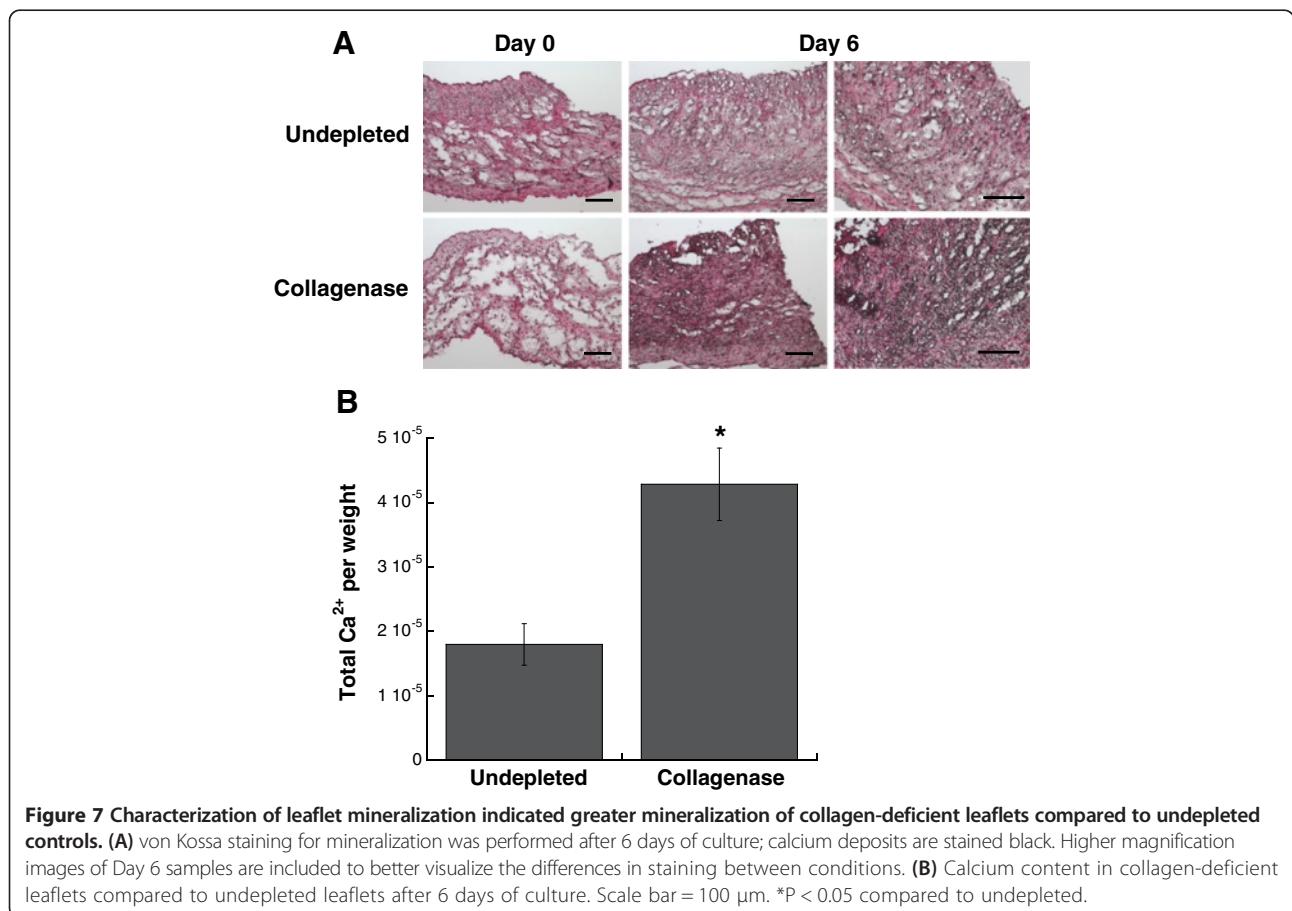 A
Day 0 Day 6
Undepleted
Collagenase
B
5 10⁻⁵
4 10⁻⁵
3 10⁻⁵
2 10⁻⁵
1 10⁻⁵
0
Total Ca²⁺ per weight
*
Undepleted Collagenase
Figure 7 Characterization of leaflet mineralization indicated greater mineralization of collagen-deficient leaflets compared to undepleted
controls. (A) von Kossa staining for mineralization was performed after 6 days of culture; calcium deposits are stained black. Higher magnification
images of Day 6 samples are included to better visualize the differences in staining between conditions. (B) Calcium content in collagen-deficient
leaflets compared to undepleted leaflets after 6 days of culture. Scale bar = 100 μm. *P < 0.05 compared to undepleted.